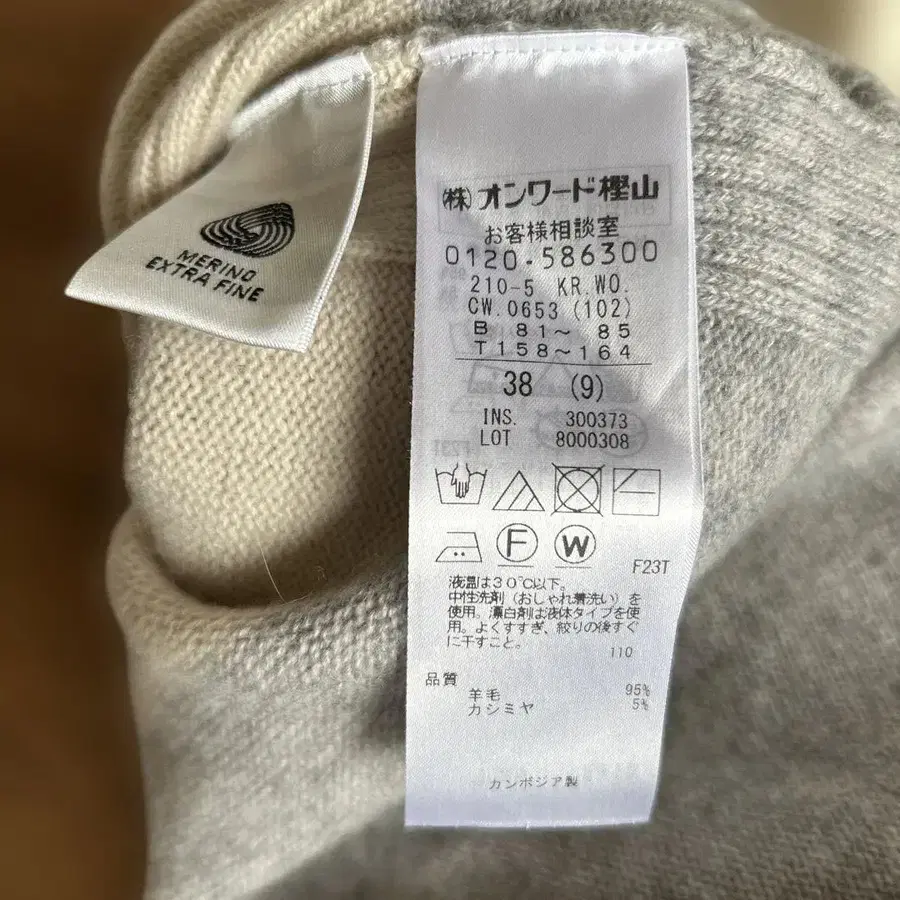 MERINO
EXTRA FINE
㈱オンワード樫山
お客様相談室
0120-586300
210-5 KR WO.
CW.0653 (102)
B 81～ 85
T158～164
38 (9)
INS. 300373
LOT 8000308
F W
F23T
液温は30℃以下。
中性洗剤（おしゃれ着洗い）を
使用。漂白剤は液体タイプを使
用。よくすすぎ、絞りの後すぐ
に干すこと。
110
品質
羊毛 95%
カシミヤ 5%
カンボジア製